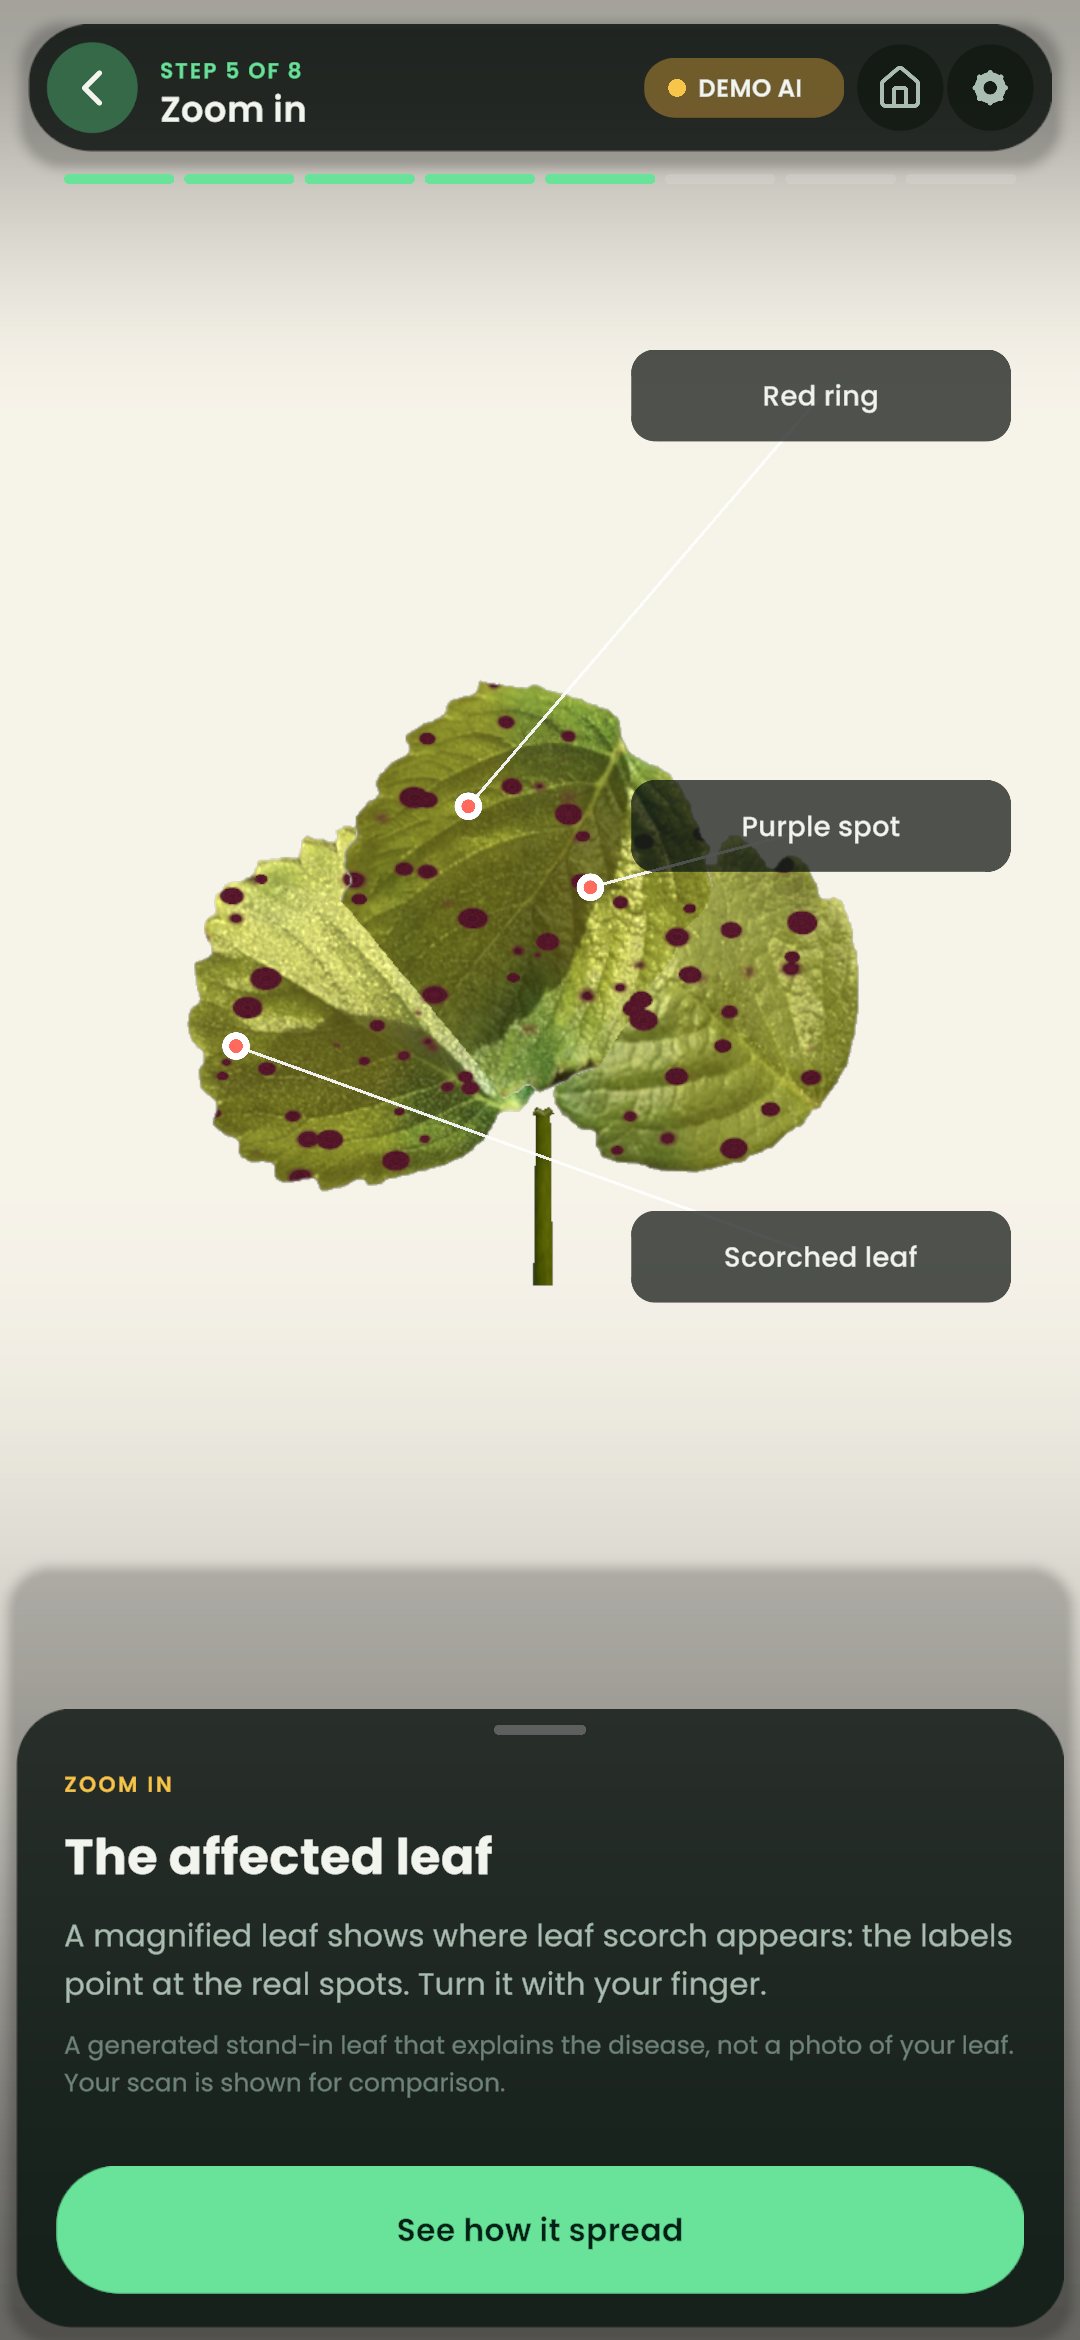 STEP 5 OF 8
Zoom in
DEMO AI
Red ring
Purple spot
Scorched leaf
ZOOM IN
The affected leaf
A magnified leaf shows where leaf scorch appears: the labels
point at the real spots. Turn it with your finger.
A generated stand-in leaf that explains the disease, not a photo of your leaf.
Your scan is shown for comparison.
See how it spread